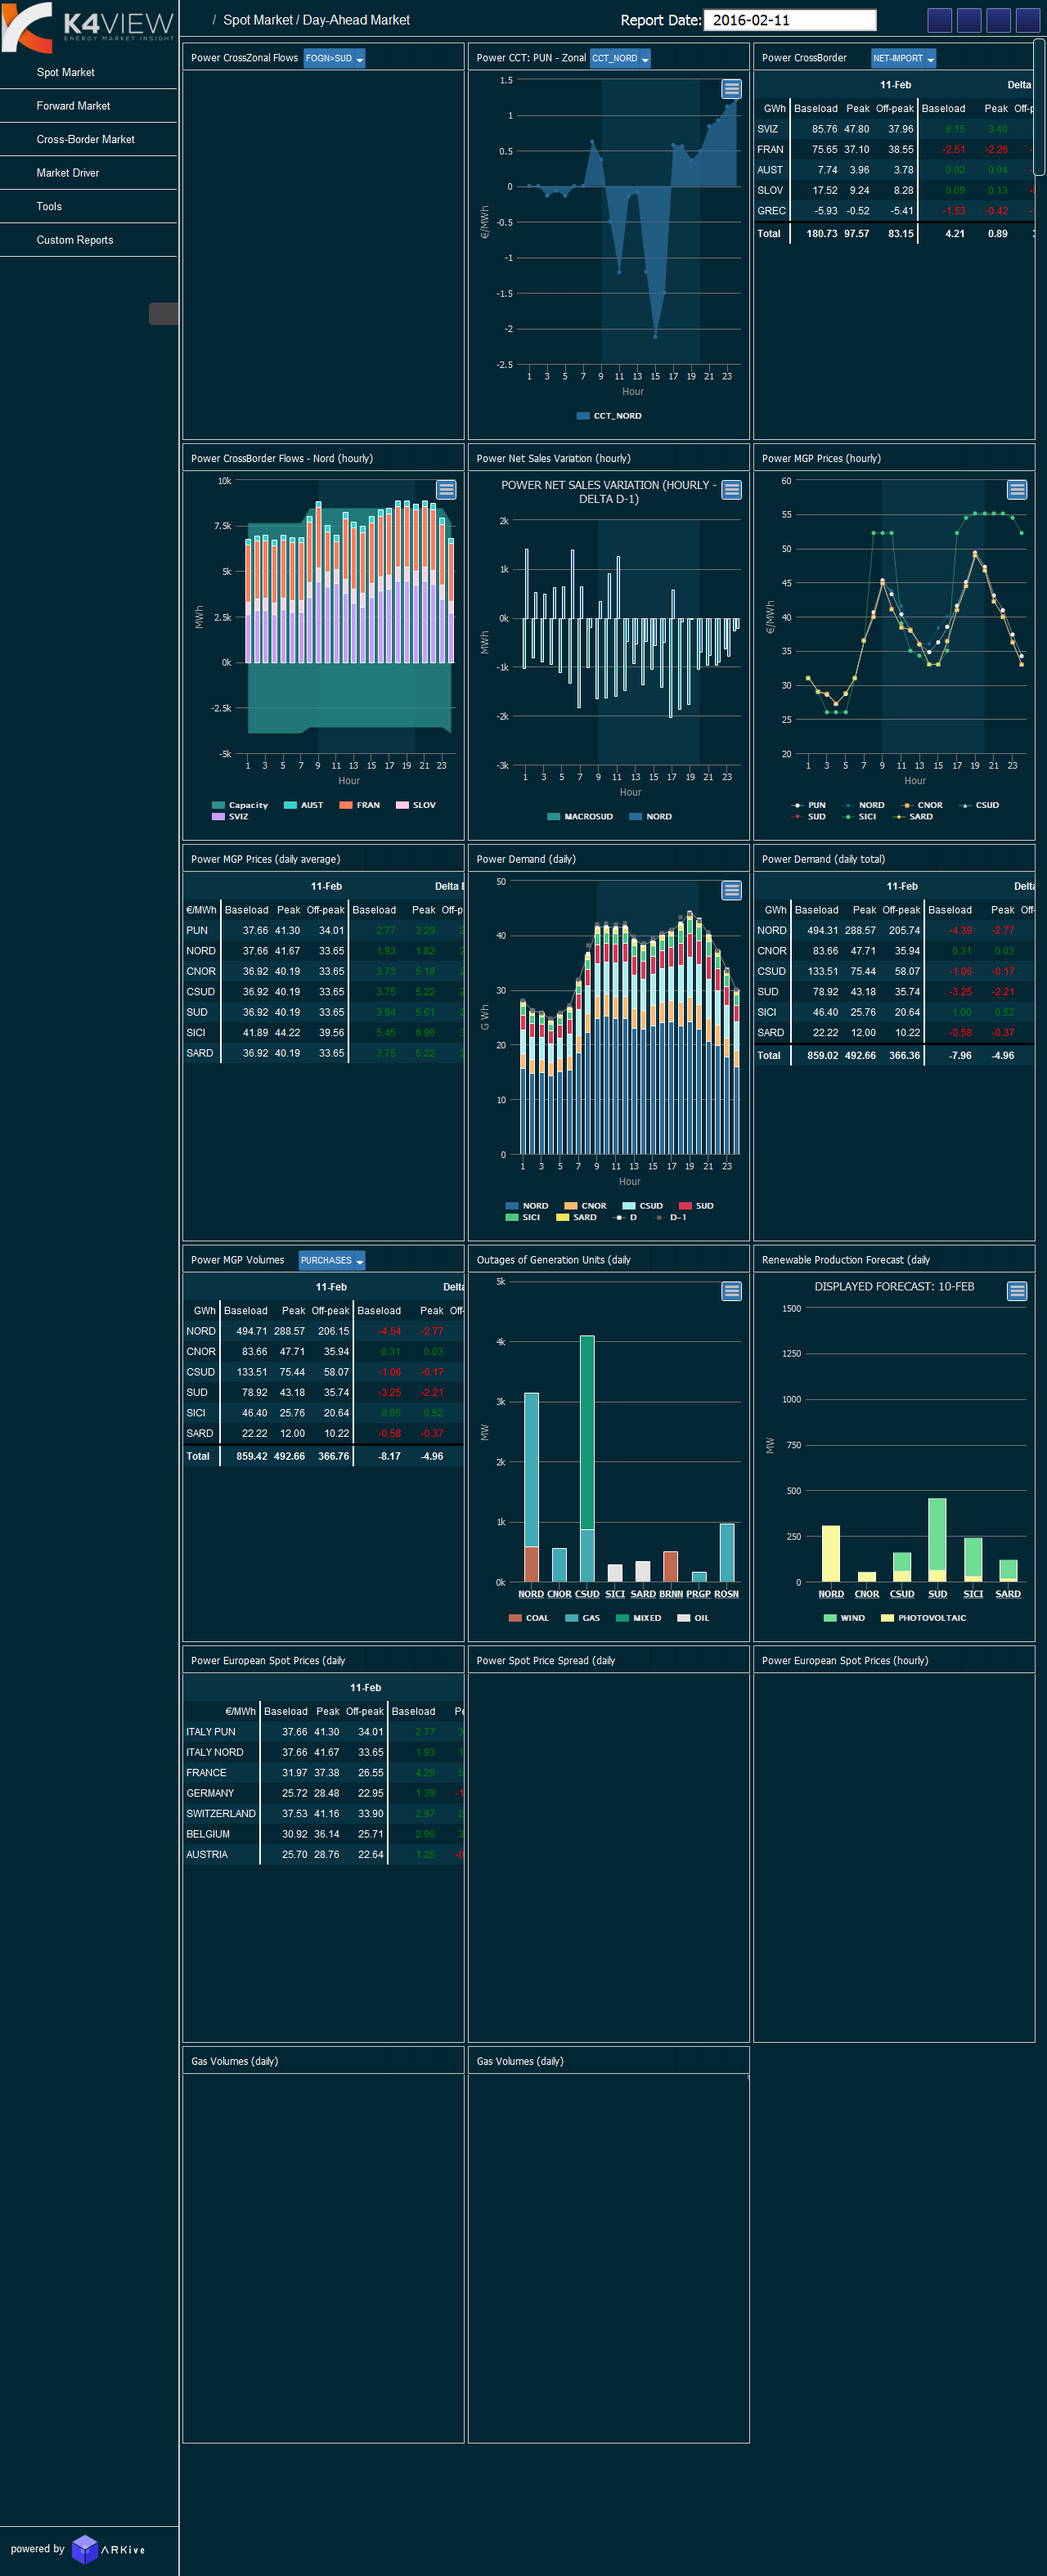 K4VIEW
ENERGY MARKET INSIGHT
/ Spot Market / Day-Ahead Market
Report Date: 2016-02-11
Spot Market
Forward Market
Cross-Border Market
Market Driver
Tools
Custom Reports
Power CrossZonal Flows FOGN>SUD
Power CCT: PUN - Zonal CCT_NORD
1.5
1
0.5
0
-0.5
-1
-1.5
-2
-2.5
€/MWh
1 3 5 7 9 11 13 15 17 19 21 23
Hour
CCT_NORD
Power CrossBorder NET-IMPORT
11-Feb Delta
GWh Baseload Peak Off-peak Baseload Peak Off-p
SVIZ 85.76 47.80 37.96 8.15 3.40
FRAN 75.65 37.10 38.55 -2.51 -2.26 -
AUST 7.74 3.96 3.78 0.02 0.04
SLOV 17.52 9.24 8.28 0.09 0.13
GREC -5.93 -0.52 -5.41 -1.53 -0.42
Total 180.73 97.57 83.15 4.21 0.89
Power CrossBorder Flows - Nord (hourly)
10k
7.5k
5k
2.5k
0k
-2.5k
-5k
MWh
1 3 5 7 9 11 13 15 17 19 21 23
Hour
Capacity AUST FRAN SLOV
SVIZ
Power Net Sales Variation (hourly)
POWER NET SALES VARIATION (HOURLY -
DELTA D-1)
2k
1k
0k
-1k
-2k
-3k
MWh
1 3 5 7 9 11 13 15 17 19 21 23
Hour
MACROSUD NORD
Power MGP Prices (hourly)
60
55
50
45
40
35
30
25
20
€/MWh
1 3 5 7 9 11 13 15 17 19 21 23
Hour
PUN NORD CNOR CSUD
SUD SICI SARD
Power MGP Prices (daily average)
11-Feb Delta
€/MWh Baseload Peak Off-peak Baseload Peak Off-p
PUN 37.66 41.30 34.01 2.77 3.29
NORD 37.66 41.67 33.65 1.93 1.82
CNOR 36.92 40.19 33.65 3.73 5.18
CSUD 36.92 40.19 33.65 3.75 5.22
SUD 36.92 40.19 33.65 3.94 5.61
SICI 41.89 44.22 39.56 5.45 6.96
SARD 36.92 40.19 33.65 3.75 5.22
Power Demand (daily)
50
40
30
20
10
0
G Wh
1 3 5 7 9 11 13 15 17 19 21 23
Hour
NORD CNOR CSUD SUD
SICI SARD D D-1
Power Demand (daily total)
11-Feb Delta
GWh Baseload Peak Off-peak Baseload Peak Off-
NORD 494.31 288.57 205.74 -4.39 -2.77
CNOR 83.66 47.71 35.94 0.31 0.03
CSUD 133.51 75.44 58.07 -1.06 -0.17
SUD 78.92 43.18 35.74 -3.25 -2.21
SICI 46.40 25.76 20.64 1.00 0.52
SARD 22.22 12.00 10.22 -0.58 -0.37
Total 859.02 492.66 366.36 -7.96 -4.96
Power MGP Volumes PURCHASES
11-Feb Delta
GWh Baseload Peak Off-peak Baseload Peak Off-
NORD 494.71 288.57 206.15 -4.54 -2.77
CNOR 83.66 47.71 35.94 0.31 0.03
CSUD 133.51 75.44 58.07 -1.06 -0.17
SUD 78.92 43.18 35.74 -3.25 -2.21
SICI 46.40 25.76 20.64 0.95 0.52
SARD 22.22 12.00 10.22 -0.58 -0.37
Total 859.42 492.66 366.76 -8.17 -4.96
Outages of Generation Units (daily
5k
4k
3k
2k
1k
0k
MW
NORD CNOR CSUD SICI SARD BRNN PRGP ROSN
COAL GAS MIXED OIL
Renewable Production Forecast (daily
DISPLAYED FORECAST: 10-FEB
1500
1250
1000
750
500
250
0
MW
NORD CNOR CSUD SUD SICI SARD
WIND PHOTOVOLTAIC
Power European Spot Prices (daily
11-Feb
€/MWh Baseload Peak Off-peak Baseload Pe
ITALY PUN 37.66 41.30 34.01 2.77 3
ITALY NORD 37.66 41.67 33.65 1.93 1
FRANCE 31.97 37.38 26.55 4.29 5
GERMANY 25.72 28.48 22.95 1.39 -1
SWITZERLAND 37.53 41.16 33.90 2.97 2
BELGIUM 30.92 36.14 25.71 2.96 3
AUSTRIA 25.70 28.76 22.64 1.25 -0
Power Spot Price Spread (daily
Power European Spot Prices (hourly)
Gas Volumes (daily)
Gas Volumes (daily)
powered by ARKive